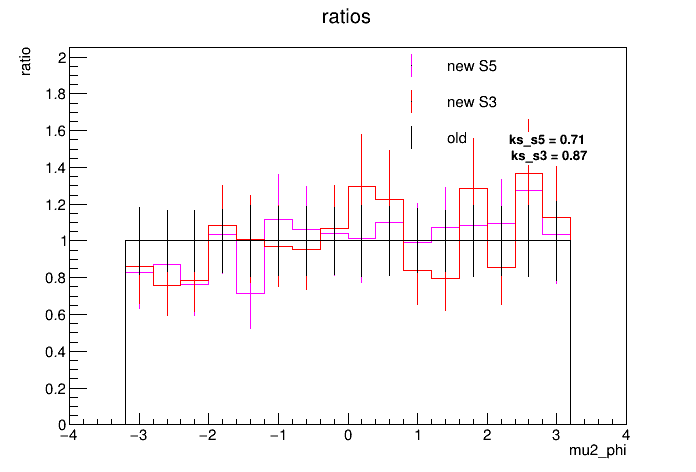 ratios
ratio
2
1.8
1.6
1.4
1.2
1
0.8
0.6
0.4
0.2
0
new S5
new S3
old
ks_s5 = 0.71
ks_s3 = 0.87
−4 −3 −2 −1 0 1 2 3 4
mu2_phi